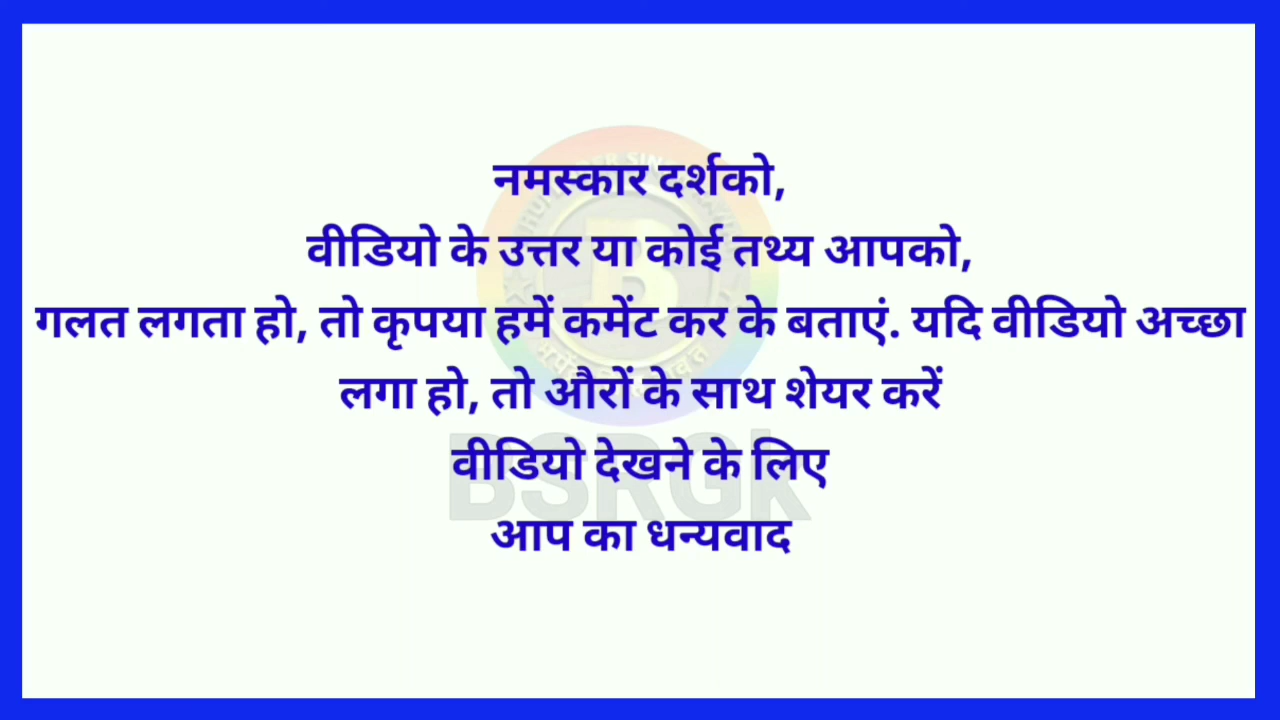 नमस्कार दर्शको,
वीडियो के उत्तर या कोई तथ्य आपको,
गलत लगता हो, तो कृपया हमें कमेंट कर के बताएं. यदि वीडियो अच्छा
लगा हो, तो औरों के साथ शेयर करें
वीडियो देखने के लिए
आप का धन्यवाद
B
BSRGk